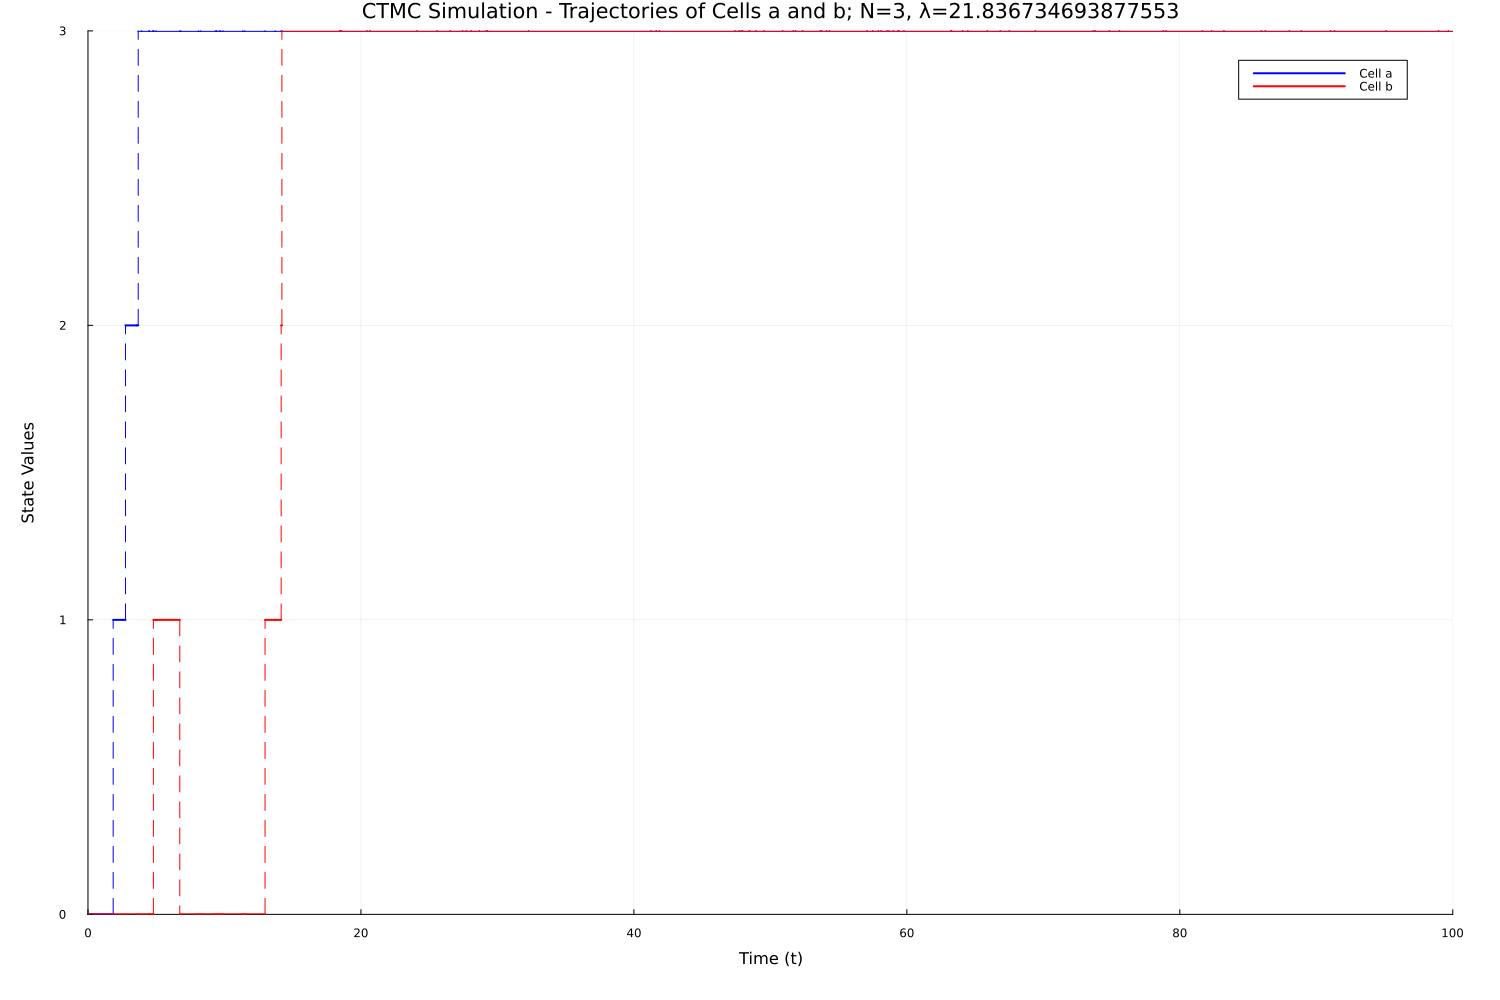 CTMC Simulation - Trajectories of Cells a and b; N=3, λ=21.836734693877553
3
Cell a
Cell b
2
State Values
1
0
0 20 40 60 80 100
Time (t)